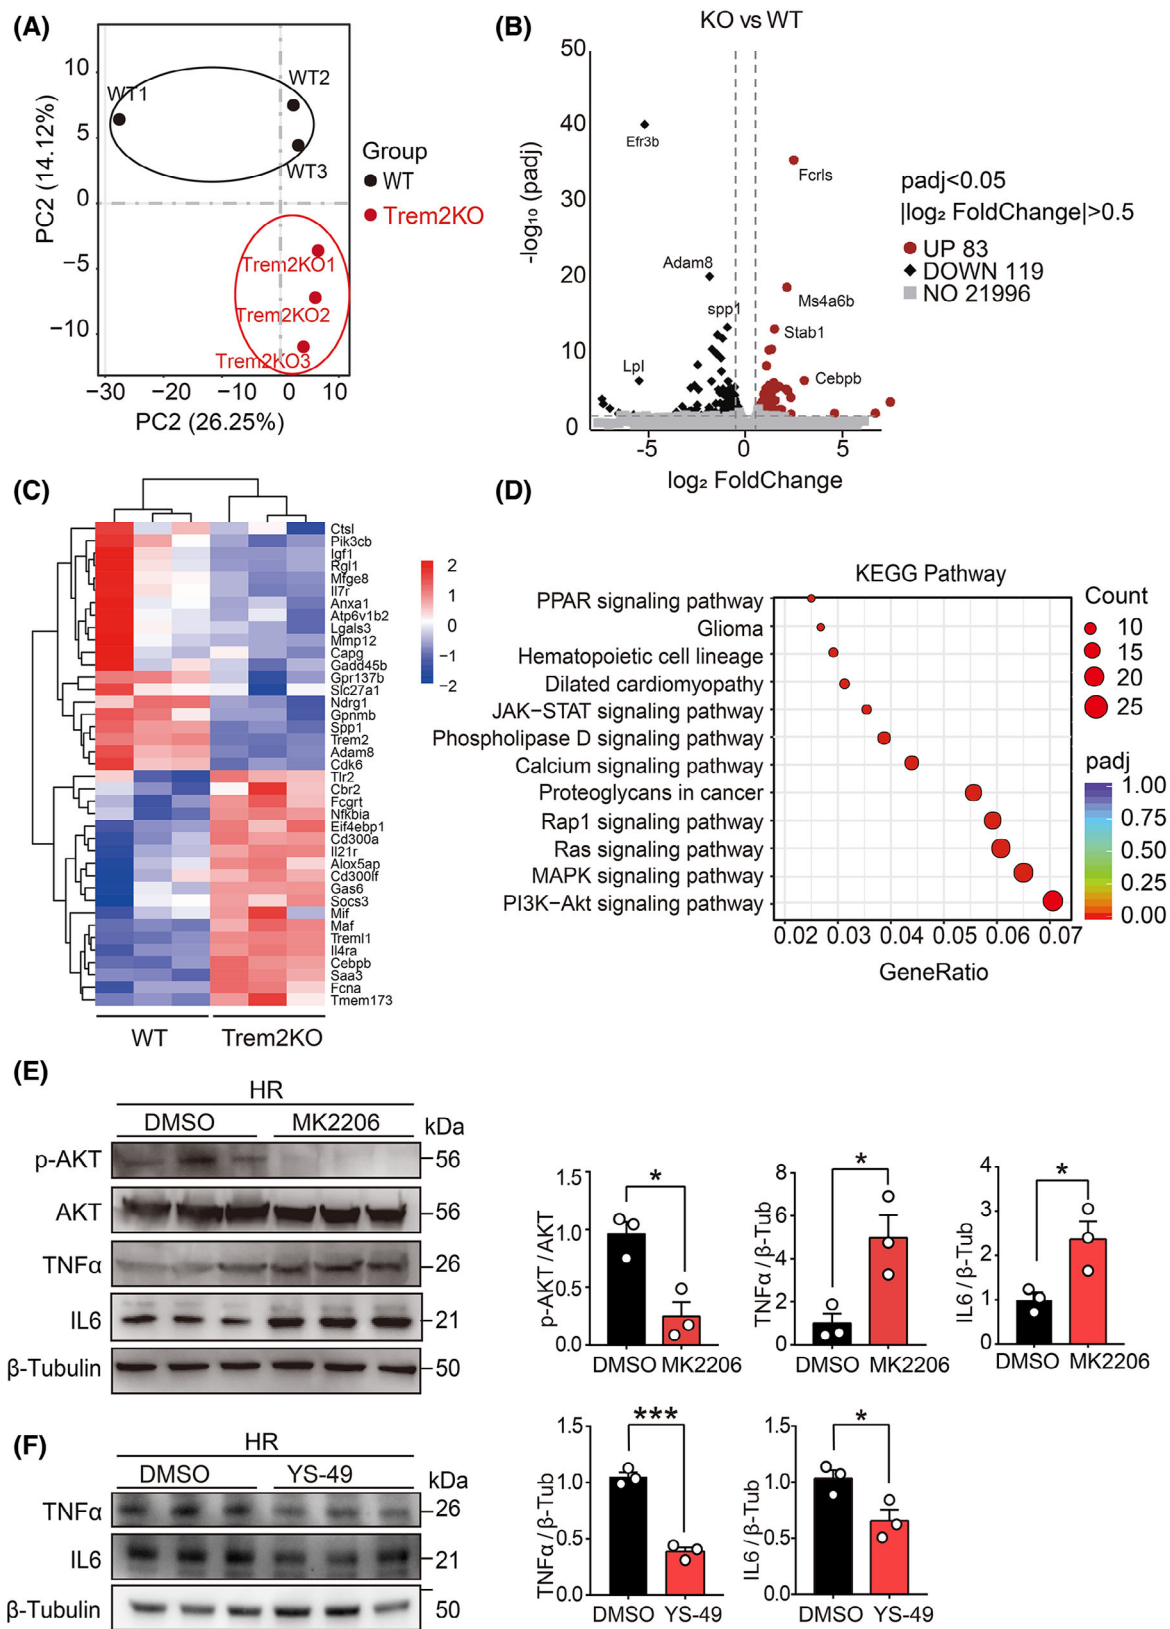 (A)
PC2 (14.12%)
10
5
0
−5
−10
WT1
WT2
WT3
Trem2KO1
Trem2KO2
Trem2KO3
−30
−20
−10
0
10
PC2 (26.25%)
Group
WT
Trem2KO
(B)
KO vs WT
-log₁₀ (padj)
50
40
30
20
10
0
Efr3b
Fcrls
Adam8
Ms4a6b
spp1
Stab1
Lpl
Cebpb
-5
0
5
log₂ FoldChange
padj<0.05
|log₂ FoldChange|>0.5
UP 83
DOWN 119
NO 21996
(C)
Ctsl
Pik3cb
Igf1
Rgl1
Mfge8
Il7r
Anxa1
Atp6v1b2
Lgals3
Mmp12
Capg
Gadd45b
Gpr137b
Slc27a1
Ndrg1
Gpnmb
Spp1
Trem2
Adam8
Cdk6
Tlr2
Cbr2
Fcgrt
Nfkbia
Eif4ebp1
Cd300a
Il21r
Alox5ap
Cd300lf
Gas6
Socs3
Mif
Maf
Treml1
Il4ra
Cebpb
Saa3
Fcna
Tmem173
2
1
0
−1
−2
WT
Trem2KO
(D)
KEGG Pathway
PPAR signaling pathway
Glioma
Hematopoietic cell lineage
Dilated cardiomyopathy
JAK−STAT signaling pathway
Phospholipase D signaling pathway
Calcium signaling pathway
Proteoglycans in cancer
Rap1 signaling pathway
Ras signaling pathway
MAPK signaling pathway
PI3K−Akt signaling pathway
0.02 0.03 0.04 0.05 0.06 0.07
GeneRatio
Count
10
15
20
25
padj
1.00
0.75
0.50
0.25
0.00
(E)
HR
DMSO
MK2206
kDa
p-AKT
56
AKT
56
TNFα
26
IL6
21
β-Tubulin
50
p-AKT / AKT
1.5
1.0
0.5
0.0
*
DMSO MK2206
TNFα / β-Tub
8
6
4
2
0
*
DMSO MK2206
IL6 / β-Tub
4
3
2
1
0
*
DMSO MK2206
(F)
HR
DMSO
YS-49
kDa
TNFα
26
IL6
21
β-Tubulin
50
TNFα / β-Tub
1.5
1.0
0.5
0.0
***
DMSO YS-49
IL6 / β-Tub
1.5
1.0
0.5
0.0
*
DMSO YS-49